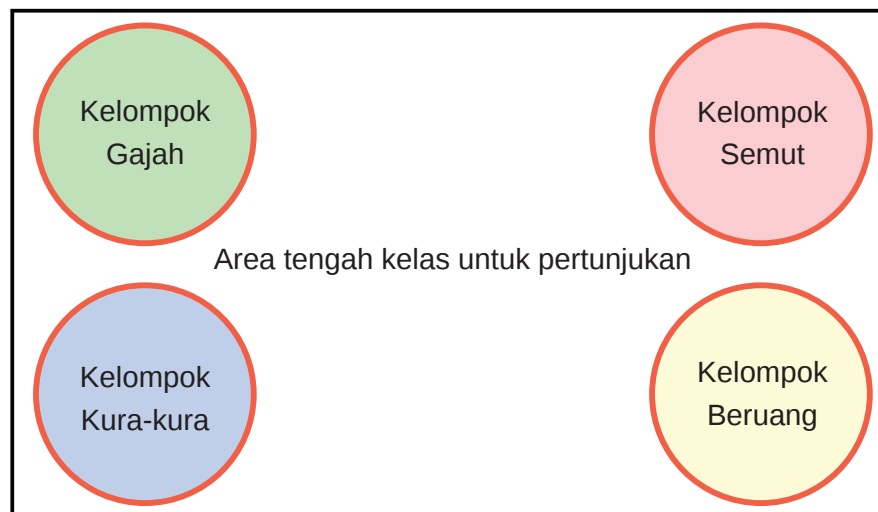 Kelompok
Gajah
Kelompok
Semut
Area tengah kelas untuk pertunjukan
Kelompok
Kura-kura
Kelompok
Beruang